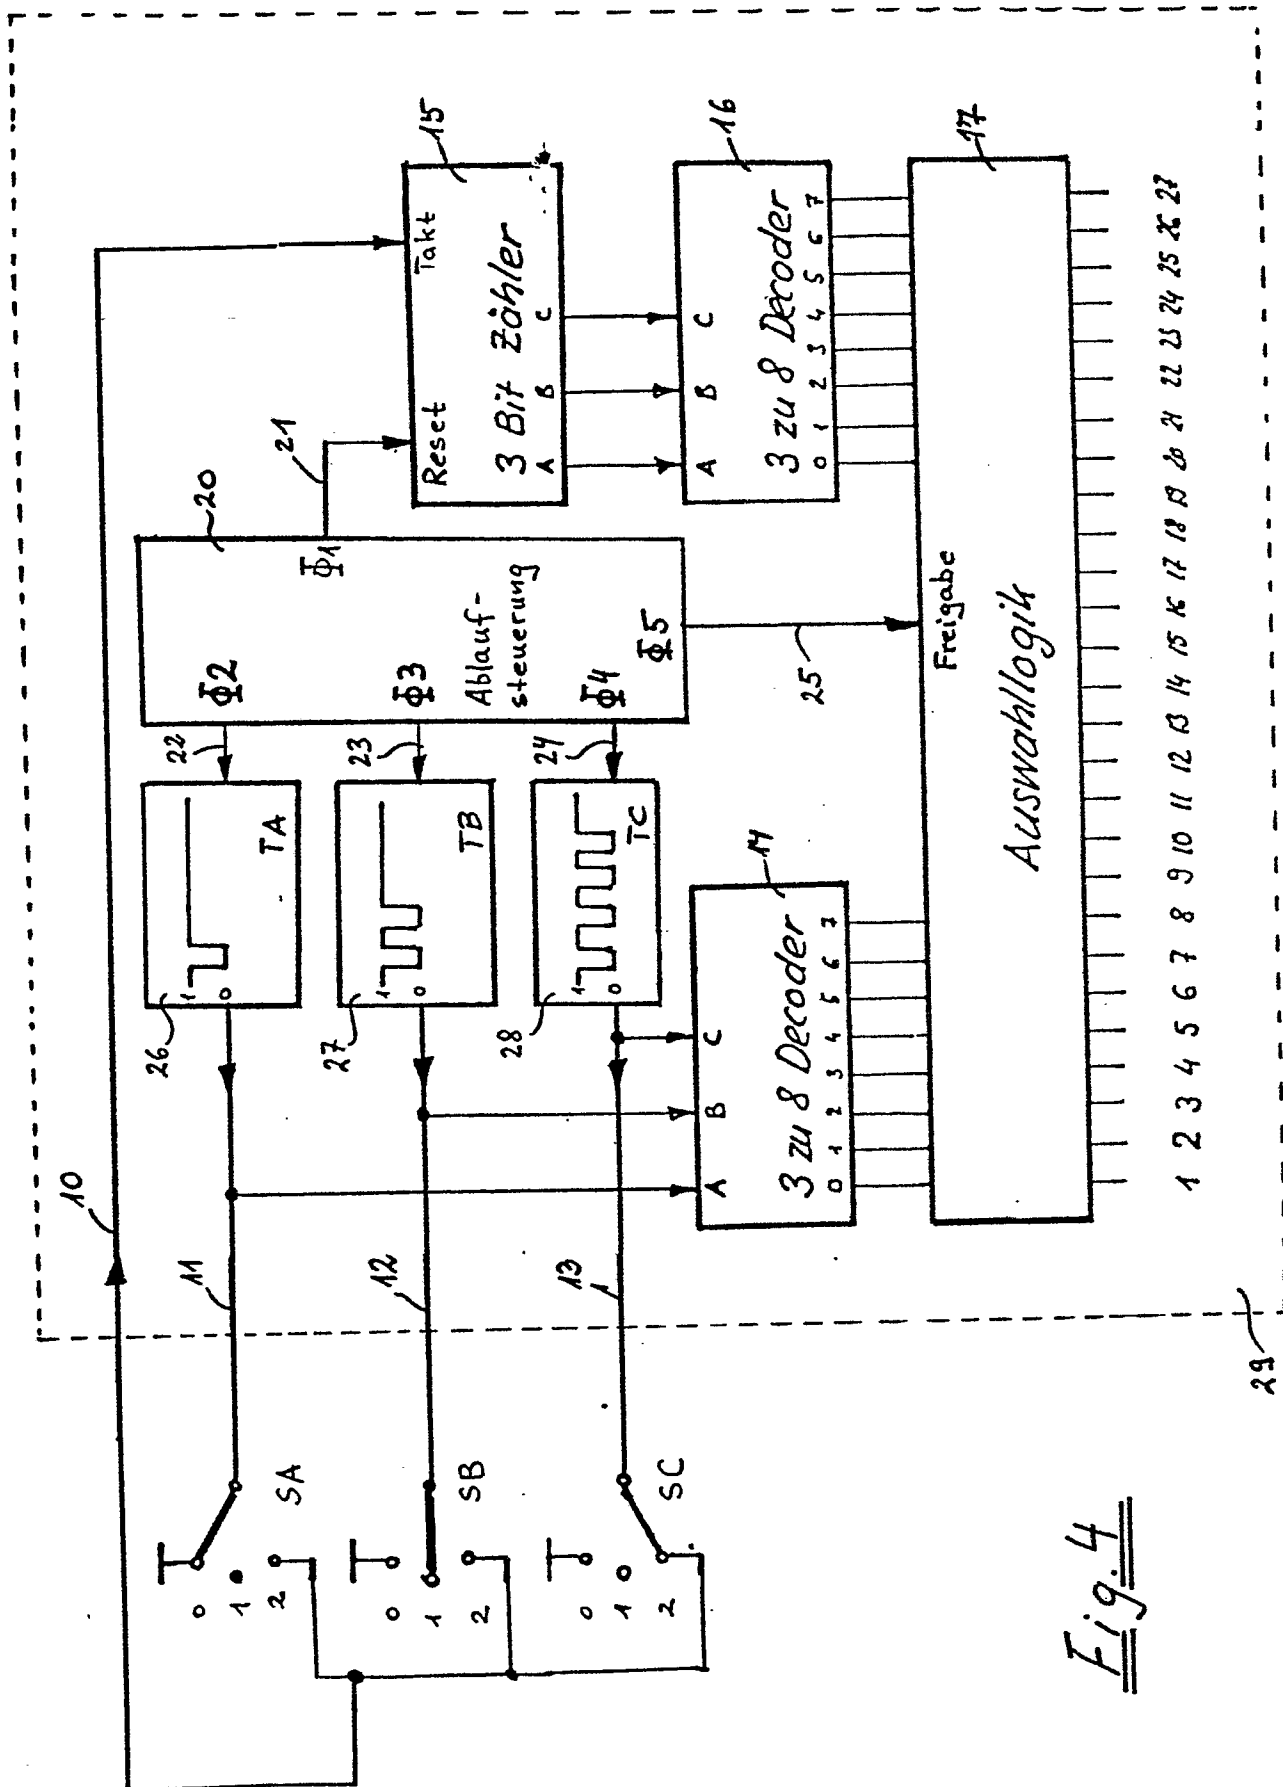 10
20
21
15
Φ1
Reset
Takt
3 Bit Zähler
A B C
Φ2
Φ3
Φ4
Φ5
Ablauf-
steuerung
22
23
24
25
26
1
0
TA
27
1
0
TB
28
1
0
TC
11
12
13
SA
0
1
2
SB
0
1
2
SC
0
1
2
14
A B C
3 zu 8 Decoder
0 1 2 3 4 5 6 7
16
A B C
3 zu 8 Decoder
0 1 2 3 4 5 6 7
17
Freigabe
Auswahllogik
1 2 3 4 5 6 7 8 9 10 11 12 13 14 15 16 17 18 19 20 21 22 23 24 25 26 27
29
Fig. 4